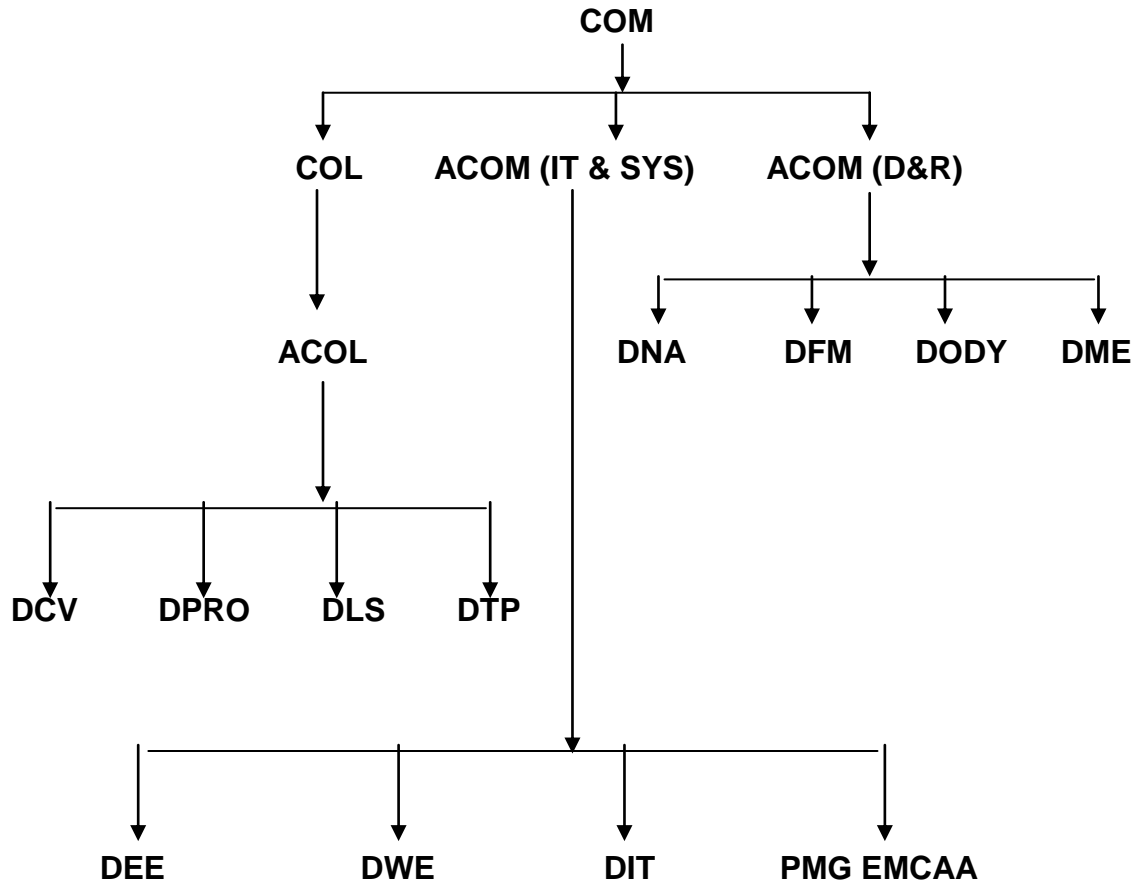 COM
COL ACOM (IT & SYS) ACOM (D&R)
ACOL DNA DFM DODY DME
DCV DPRO DLS DTP
DEE DWE DIT PMG EMCAA